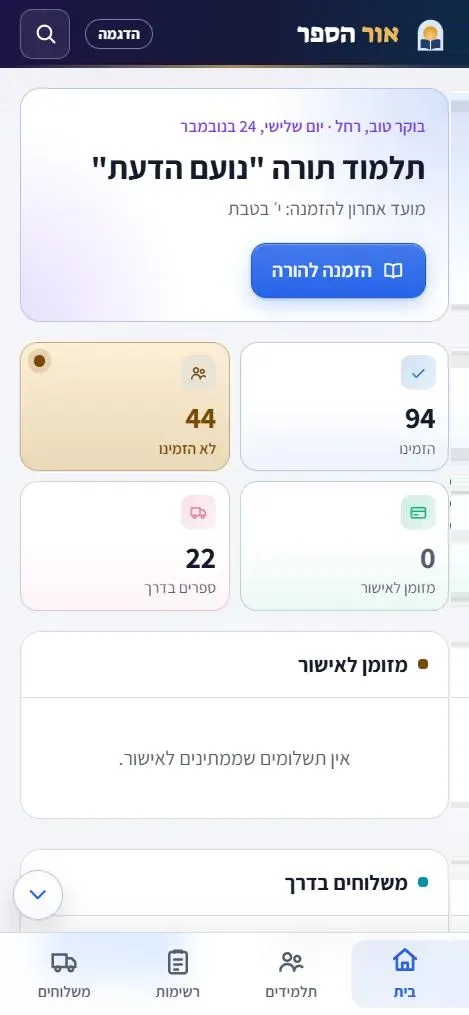 אור הספר
הדגמה
בוקר טוב, רחל · יום שלישי, 24 בנובמבר
תלמוד תורה "נועם הדעת"
מועד אחרון להזמנה: י׳ בטבת
הזמנה להורה
94
הזמינו
44
לא הזמינו
0
מזומן לאישור
22
ספרים בדרך
מזומן לאישור
אין תשלומים שממתינים לאישור.
משלוחים בדרך
בית
תלמידים
רשימות
משלוחים